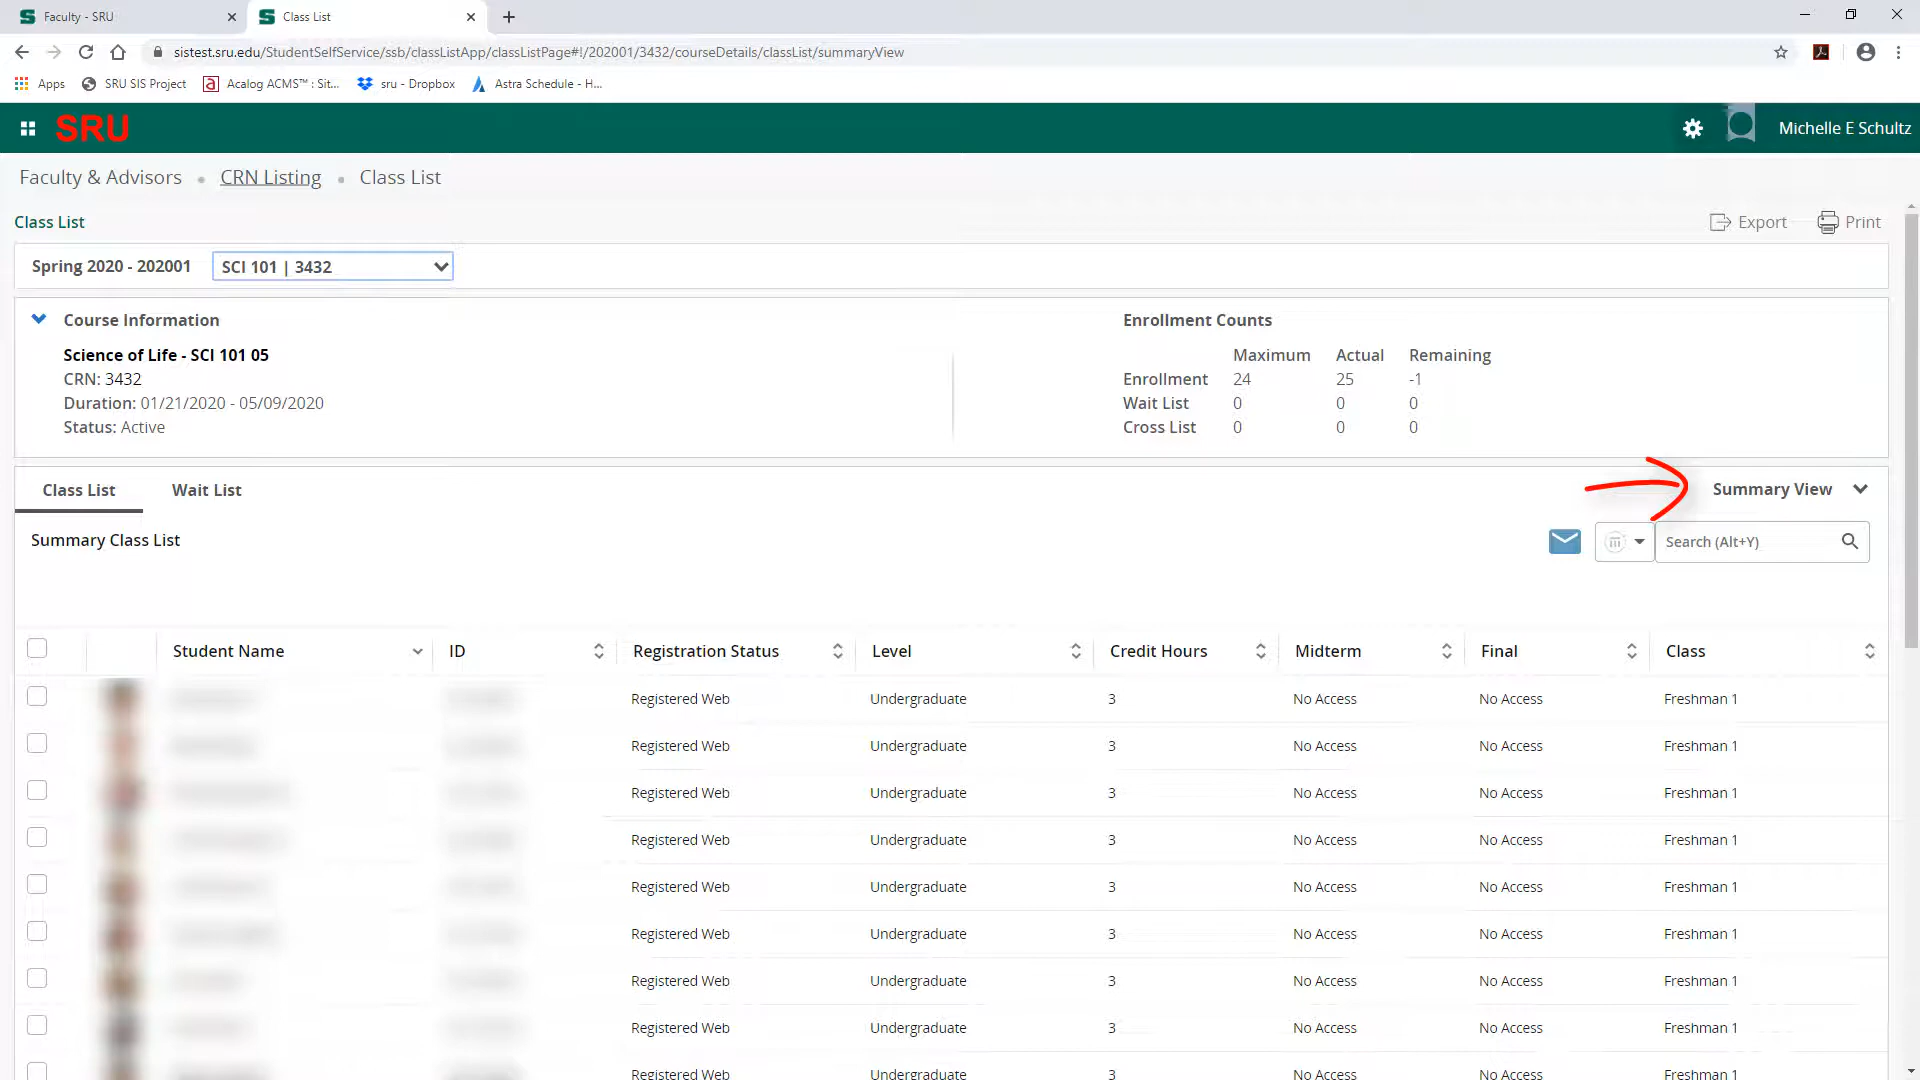 Faculty - SRU
Class List
sistest.sru.edu/StudentSelfService/ssb/classListApp/classListPage#!/202001/3432/courseDetails/classList/summaryView
Apps SRU SIS Project Acalog ACMS™ : Sit... sru - Dropbox Astra Schedule - H...
SRU Michelle E Schultz
Faculty & Advisors • CRN Listing • Class List
Class List Export Print
Spring 2020 - 202001 SCI 101 | 3432
Course Information
Science of Life - SCI 101 05
CRN: 3432
Duration: 01/21/2020 - 05/09/2020
Status: Active
Enrollment Counts
Maximum Actual Remaining
Enrollment 24 25 -1
Wait List 0 0 0
Cross List 0 0 0
Class List Wait List Summary View
Summary Class List Search (Alt+Y)
Student Name ID Registration Status Level Credit Hours Midterm Final Class
Registered Web Undergraduate 3 No Access No Access Freshman 1
Registered Web Undergraduate 3 No Access No Access Freshman 1
Registered Web Undergraduate 3 No Access No Access Freshman 1
Registered Web Undergraduate 3 No Access No Access Freshman 1
Registered Web Undergraduate 3 No Access No Access Freshman 1
Registered Web Undergraduate 3 No Access No Access Freshman 1
Registered Web Undergraduate 3 No Access No Access Freshman 1
Registered Web Undergraduate 3 No Access No Access Freshman 1
Registered Web Undergraduate 3 No Access No Access Freshman 1